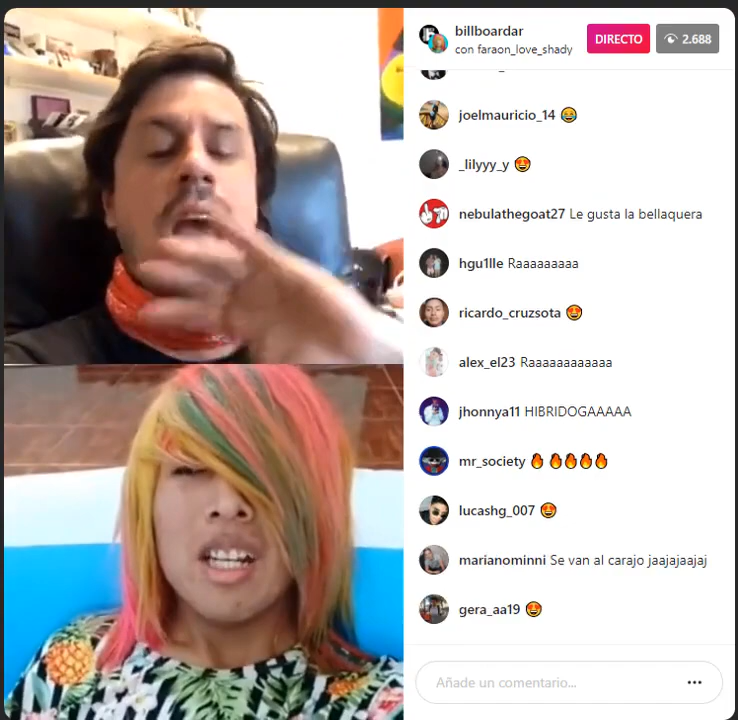 billboardar
con faraon_love_shady
DIRECTO
2.688
joelmauricio_14 😂
_lilyyy_y 🤩
nebulathegoat27 Le gusta la bellaquera
hgu1lle Raaaaaaaaa
ricardo_cruzsota 🤩
alex_el23 Raaaaaaaaaaaa
jhonnya11 HIBRIDOGAAAAA
mr_society 🔥 🔥🔥🔥🔥
lucashg_007 🤩
marianominni Se van al carajo jaajajaajaj
gera_aa19 🤩
Añade un comentario...